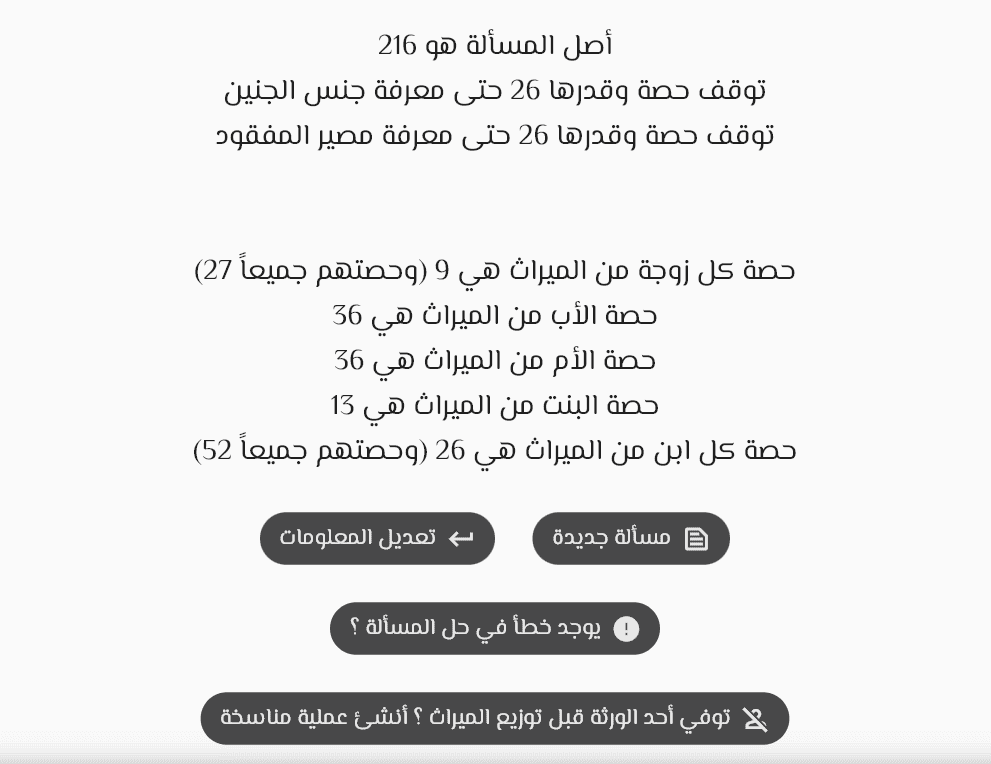 أصل المسألة هو 216
توقف حصة وقدرها 26 حتى معرفة جنس الجنين
توقف حصة وقدرها 26 حتى معرفة مصير المفقود
حصة كل زوجة من الميراث هي 9 (وحصتهم جميعاً 27)
حصة الأب من الميراث هي 36
حصة الأم من الميراث هي 36
حصة البنت من الميراث هي 13
حصة كل ابن من الميراث هي 26 (وحصتهم جميعاً 52)
مسألة جديدة
تعديل المعلومات
يوجد خطأ في حل المسألة ؟
توفي أحد الورثة قبل توزيع الميراث ؟ أنشئ عملية مناسخة